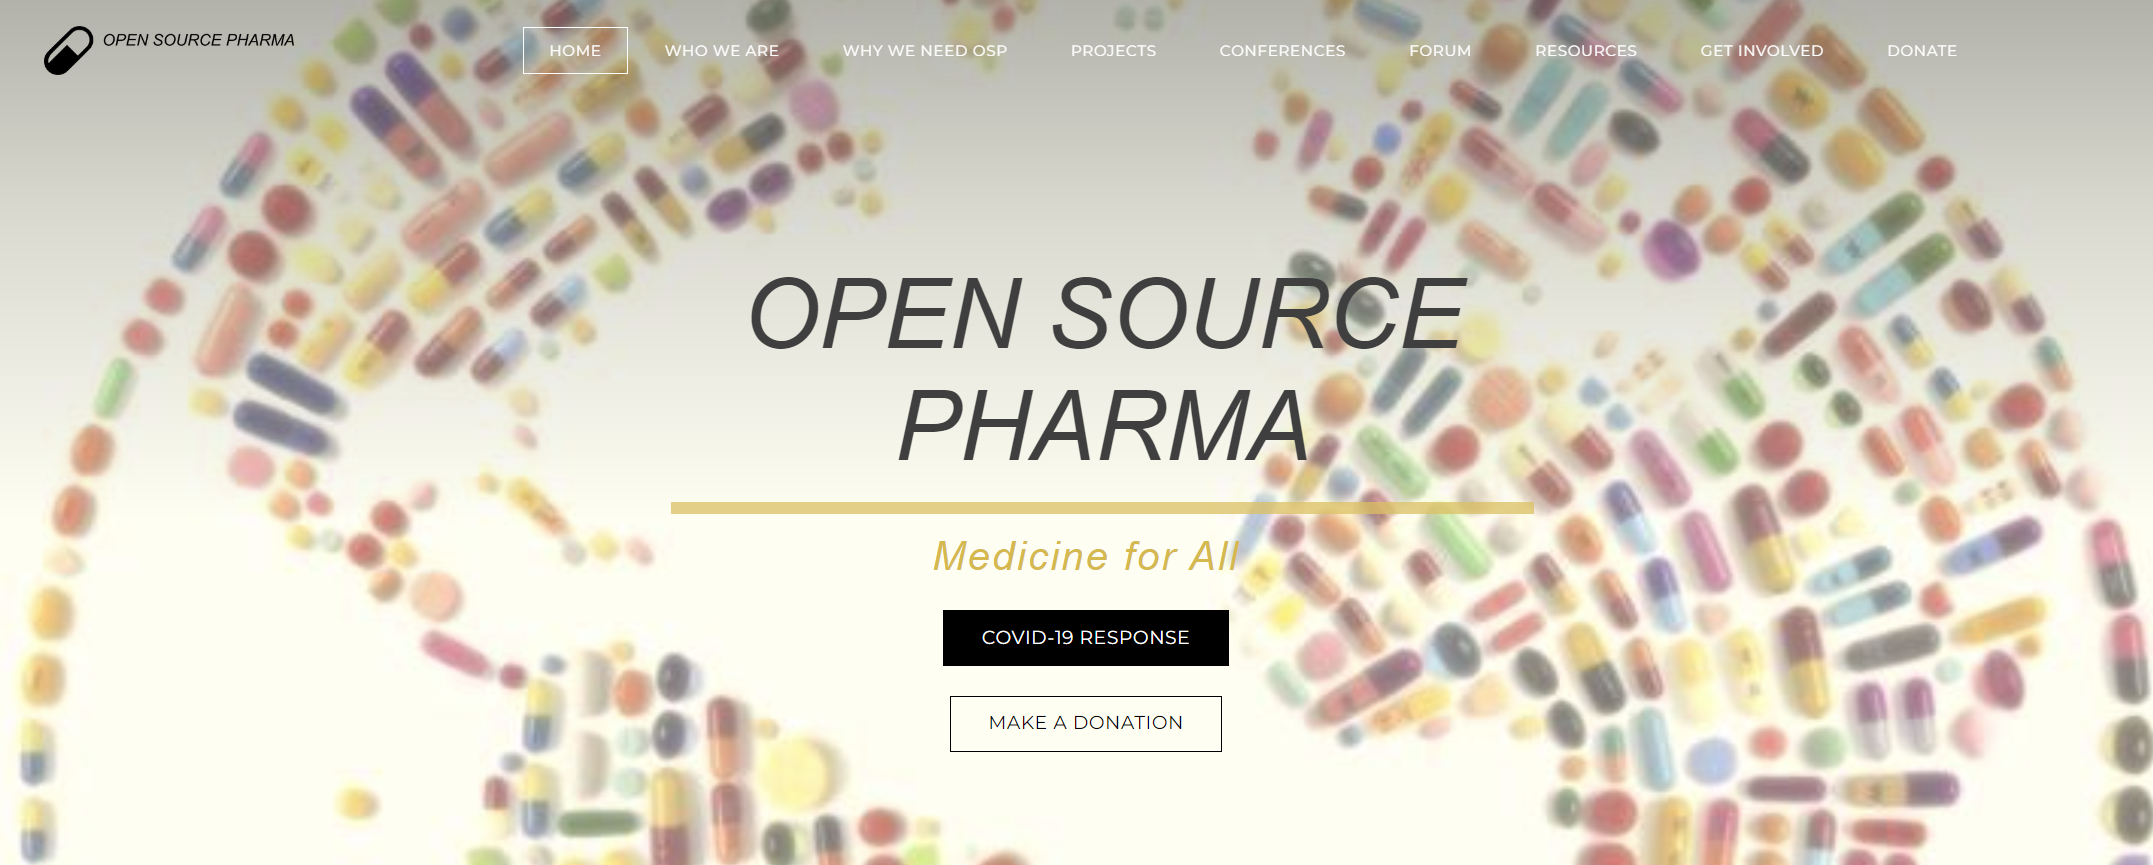 OPEN SOURCE PHARMA
HOME WHO WE ARE WHY WE NEED OSP PROJECTS CONFERENCES FORUM RESOURCES GET INVOLVED DONATE
OPEN SOURCE
PHARMA
Medicine for All
COVID-19 RESPONSE
MAKE A DONATION